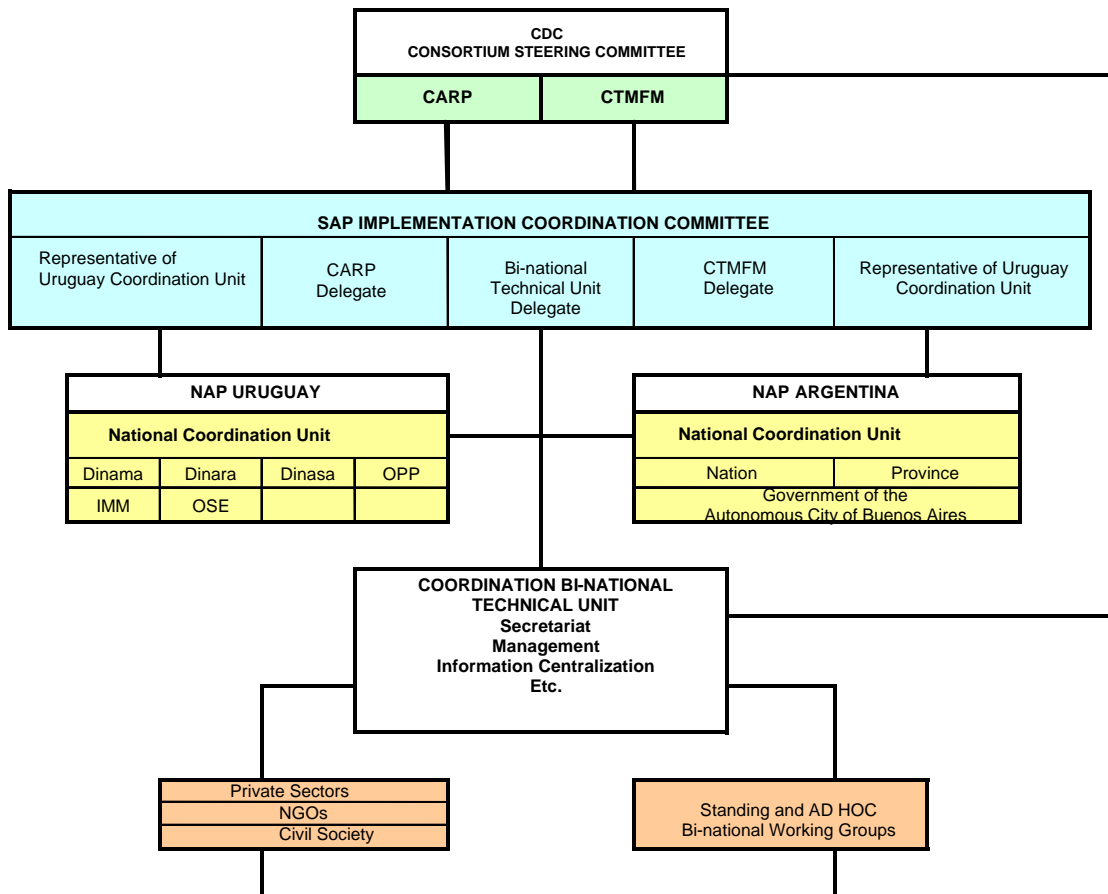 CDC
CONSORTIUM STEERING COMMITTEE
CARP
CTMFM
SAP IMPLEMENTATION COORDINATION COMMITTEE
Representative of
Uruguay Coordination Unit
CARP
Delegate
Bi-national
Technical Unit
Delegate
CTMFM
Delegate
Representative of Uruguay
Coordination Unit
NAP URUGUAY
National Coordination Unit
Dinama
Dinara
Dinasa
OPP
IMM
OSE
NAP ARGENTINA
National Coordination Unit
Nation
Province
Government of the
Autonomous City of Buenos Aires
COORDINATION BI-NATIONAL
TECHNICAL UNIT
Secretariat
Management
Information Centralization
Etc.
Private Sectors
NGOs
Civil Society
Standing and AD HOC
Bi-national Working Groups